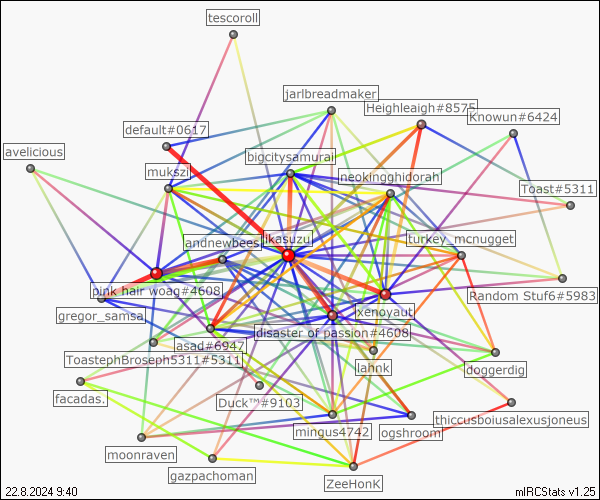 tescoroll
jarlbreadmaker
Heighleaigh#8575
Knowun#6424
default#0617
avelicious
bigcitysamurai
mukszi
neokingghidorah
Toast#5311
andnewbees
ikasuzu
turkey_mcnugget
pink hair woag#4608
Random Stuf6#5983
gregor_samsa,
xenoyaut
disaster of passion#4608
asad#6947
ToastephBroseph5311#5311
lahnk
doggerdig
facadas.
Duck™#9103
thiccusboiusalexusjoneus
mingus4742
ogshroom
moonraven
gazpachoman
ZeeHonK
22.8.2024 9:40
mIRCStats v1.25